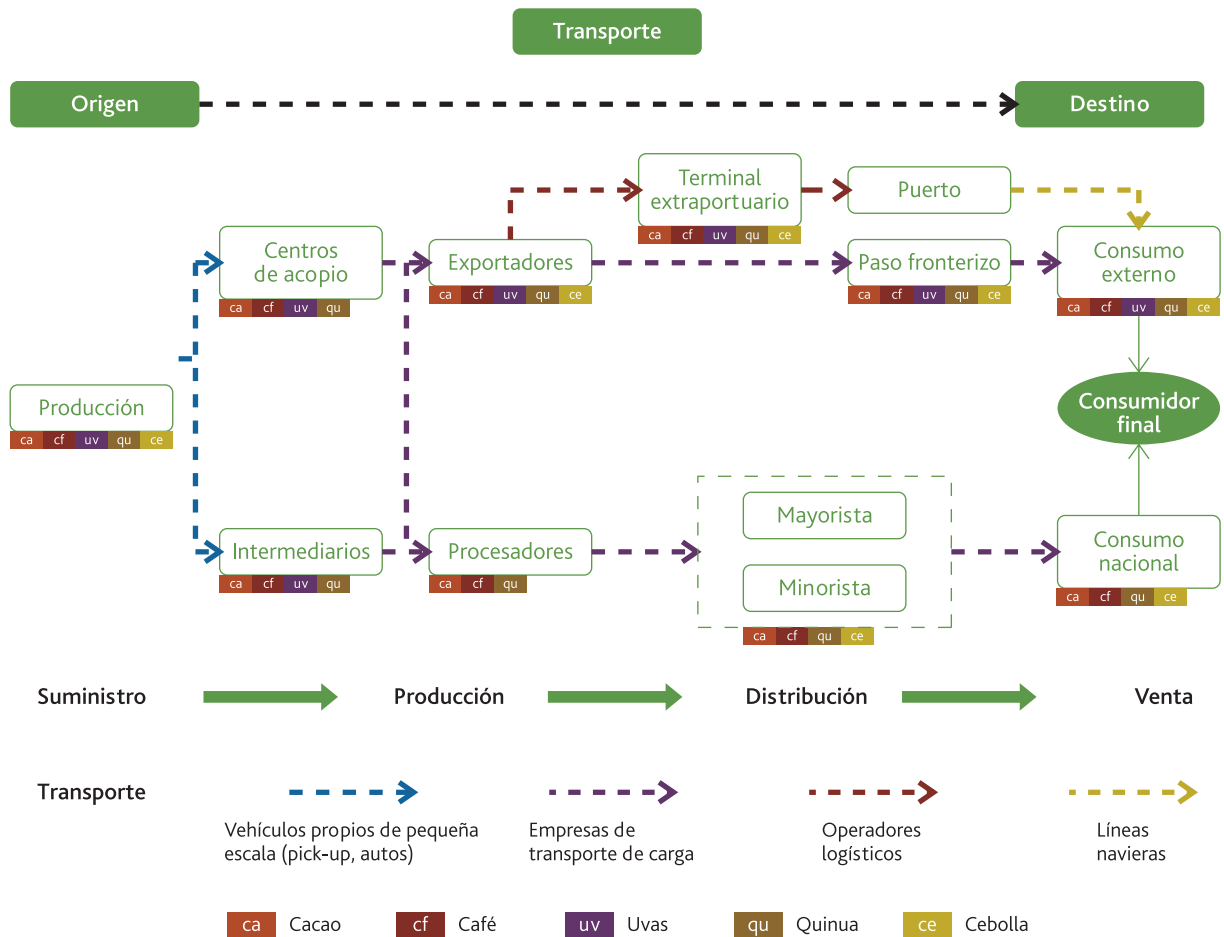 Transporte
Origen
Destino
Terminal
extraportuario
ca cf uv qu ce
Puerto
Centros
de acopio
ca cf uv qu
Exportadores
ca cf uv qu ce
Paso fronterizo
ca cf uv qu ce
Consumo
externo
ca cf uv qu ce
Producción
ca cf uv qu ce
Consumidor
final
Intermediarios
ca cf uv qu
Procesadores
ca cf qu
Mayorista
Minorista
ca cf qu ce
Consumo
nacional
ca cf qu ce
Suministro
Producción
Distribución
Venta
Transporte
Vehículos propios de pequeña
escala (pick-up, autos)
Empresas de
transporte de carga
Operadores
logísticos
Líneas
navieras
ca Cacao
cf Café
uv Uvas
qu Quinua
ce Cebolla